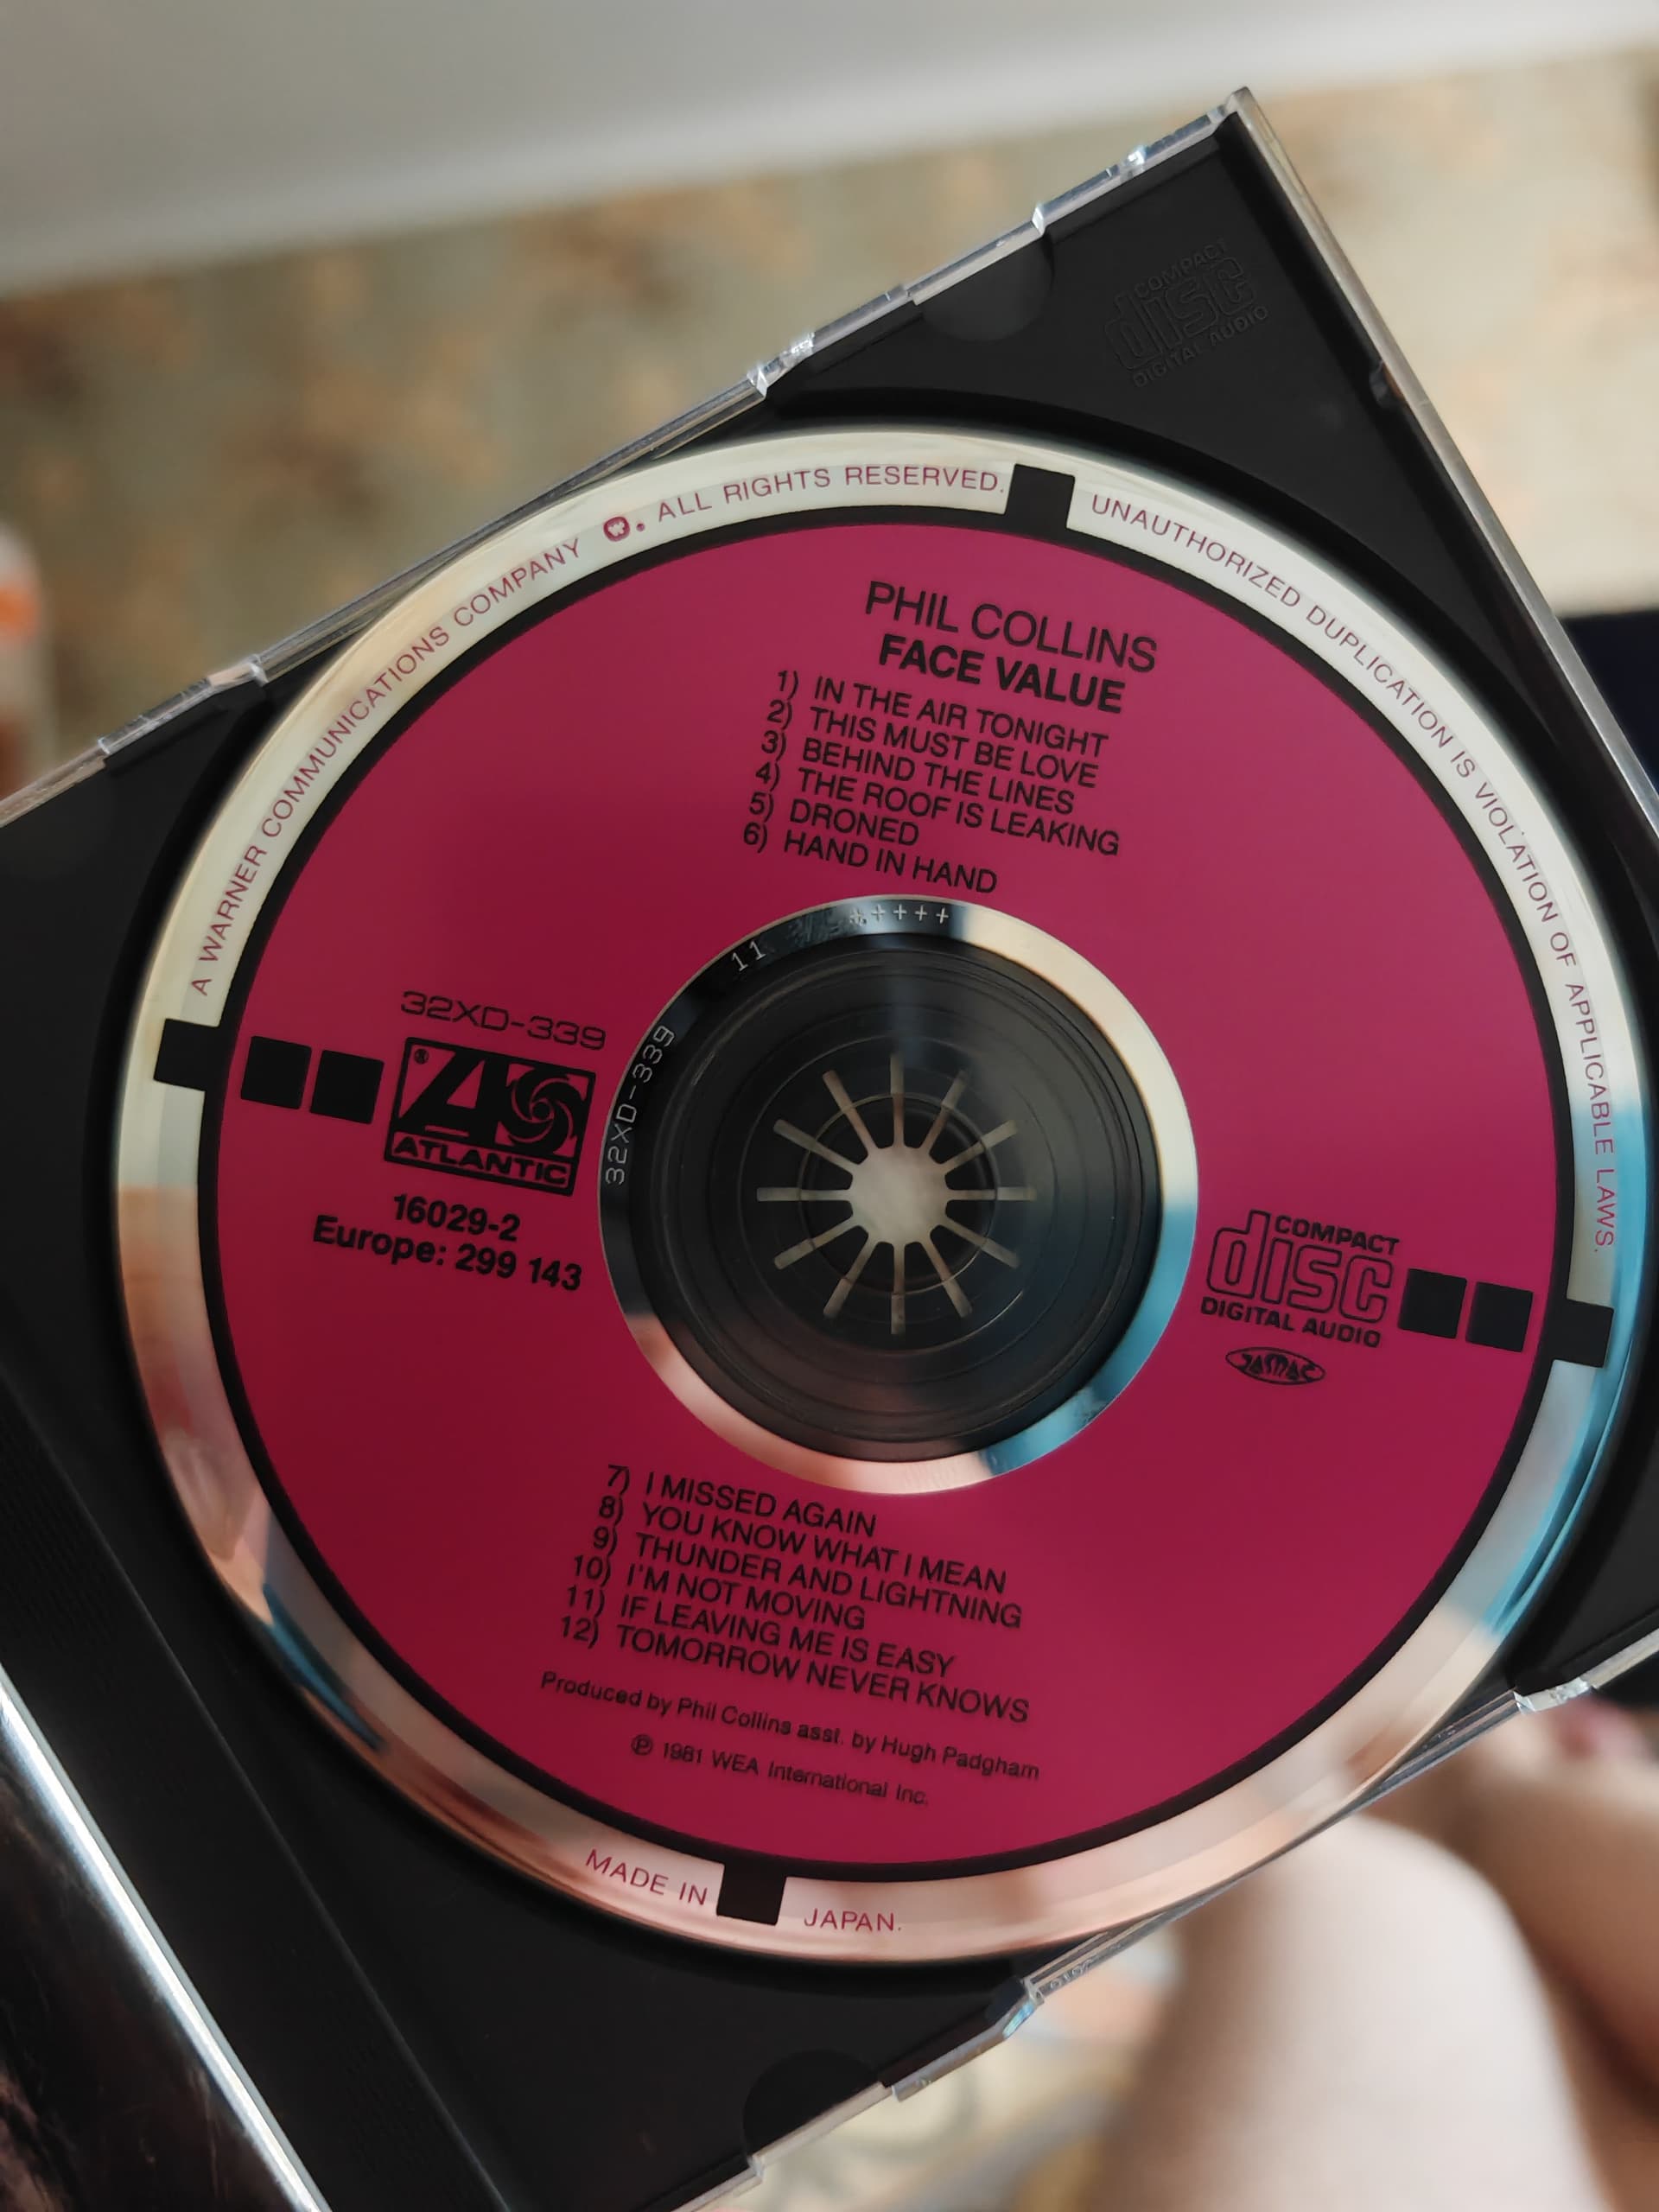 COMPACT
disc
DIGITAL AUDIO
A WARNER COMMUNICATIONS COMPANY W. ALL RIGHTS RESERVED.
UNAUTHORIZED DUPLICATION IS VIOLATION OF APPLICABLE LAWS.
PHIL COLLINS
FACE VALUE
1) IN THE AIR TONIGHT
2) THIS MUST BE LOVE
3) BEHIND THE LINES
4) THE ROOF IS LEAKING
5) DRONED
6) HAND IN HAND
11 +++++
32XD-339
32XD-339
®
ATLANTIC
16029-2
Europe: 299 143
COMPACT
disc
DIGITAL AUDIO
JASRAC
7) I MISSED AGAIN
8) YOU KNOW WHAT I MEAN
9) THUNDER AND LIGHTNING
10) I'M NOT MOVING
11) IF LEAVING ME IS EASY
12) TOMORROW NEVER KNOWS
Produced by Phil Collins asst. by Hugh Padgham
℗ 1981 WEA International Inc.
MADE IN JAPAN.